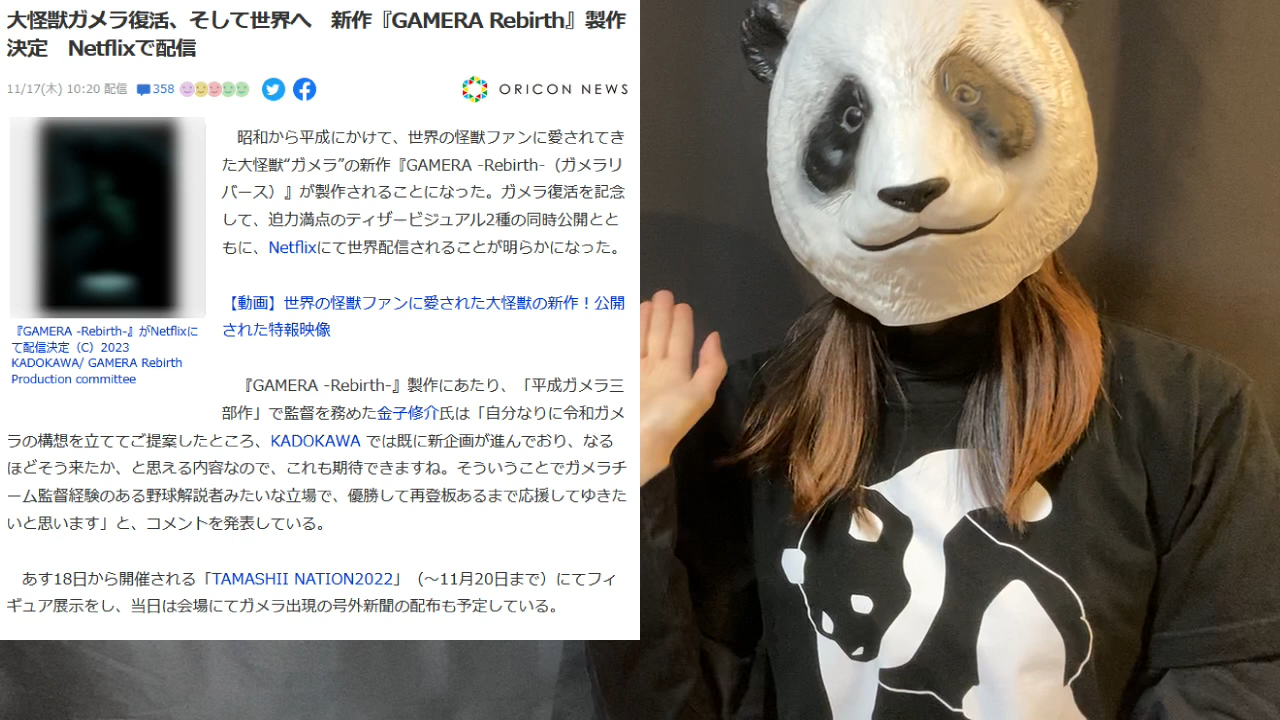 大怪獣ガメラ復活、そして世界へ　新作『GAMERA Rebirth』製作
決定　Netflixで配信
11/17(木) 10:20 配信 358
ORICON NEWS
昭和から平成にかけて、世界の怪獣ファンに愛されてき
た大怪獣“ガメラ”の新作『GAMERA -Rebirth-（ガメラリ
バース）』が製作されることになった。ガメラ復活を記念
して、迫力満点のティザービジュアル2種の同時公開とと
もに、Netflixにて世界配信されることが明らかになった。
【動画】世界の怪獣ファンに愛された大怪獣の新作！公開
された特報映像
『GAMERA -Rebirth-』がNetflixに
て配信決定（C）2023
KADOKAWA/ GAMERA Rebirth
Production committee
『GAMERA -Rebirth-』製作にあたり、「平成ガメラ三
部作」で監督を務めた金子修介氏は「自分なりに令和ガメ
ラの構想を立ててご提案したところ、KADOKAWA では既に新企画が進んでおり、なる
ほどそう来たか、と思える内容なので、これも期待できますね。そういうことでガメラチ
ーム監督経験のある野球解説者みたいな立場で、優勝して再登板あるまで応援してゆきた
いと思います」と、コメントを発表している。
あす18日から開催される「TAMASHII NATION2022」（～11月20日まで）にてフィ
ギュア展示をし、当日は会場にてガメラ出現の号外新聞の配布も予定している。